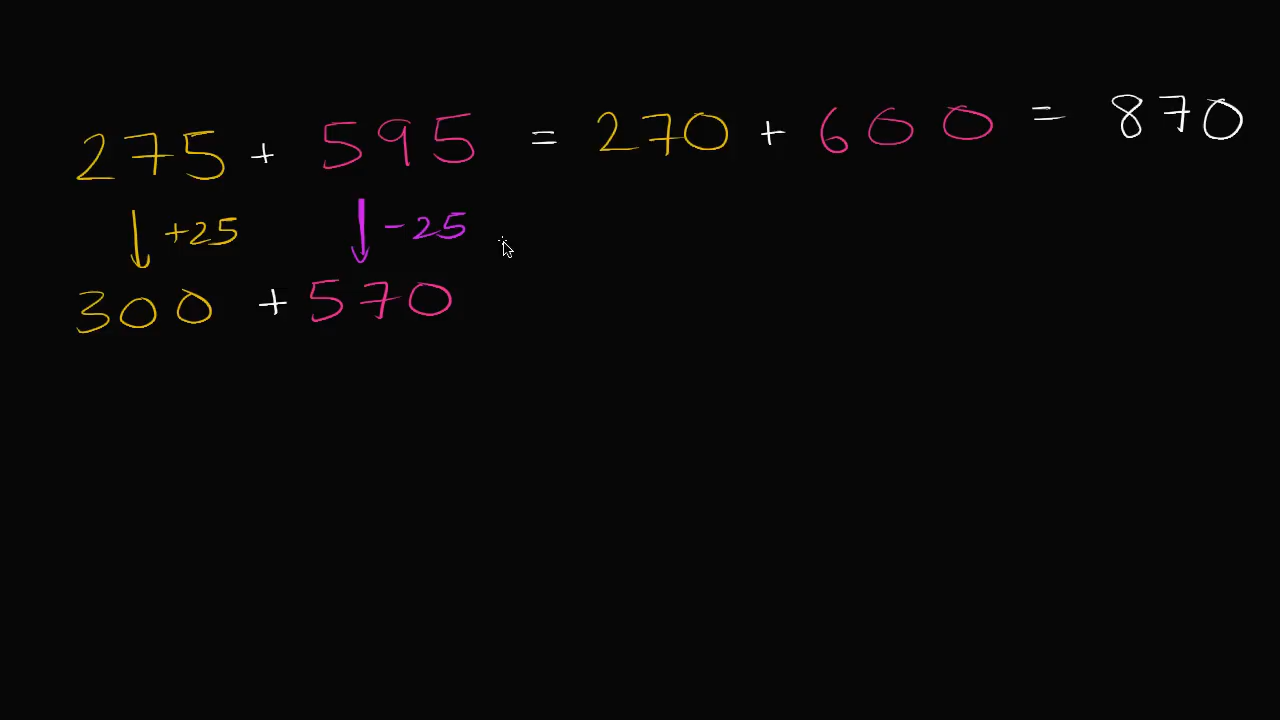 275 + 595 = 270 + 600 = 870
+25 -25
300 + 570